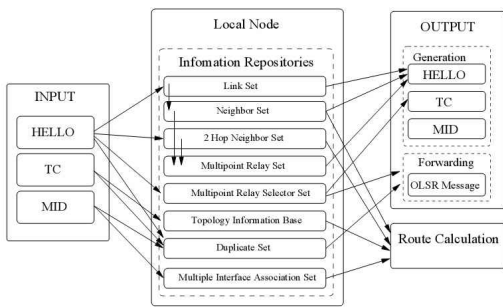 INPUT
HELLO
TC
MID
Local Node
Infomation Repositories
Link Set
Neighbor Set
2 Hop Neighbor Set
Multipoint Relay Set
Multipoint Relay Selector Set
Topology Information Base
Duplicate Set
Multiple Interface Association Set
OUTPUT
Generation
HELLO
TC
MID
Forwarding
OLSR Message
Route Calculation